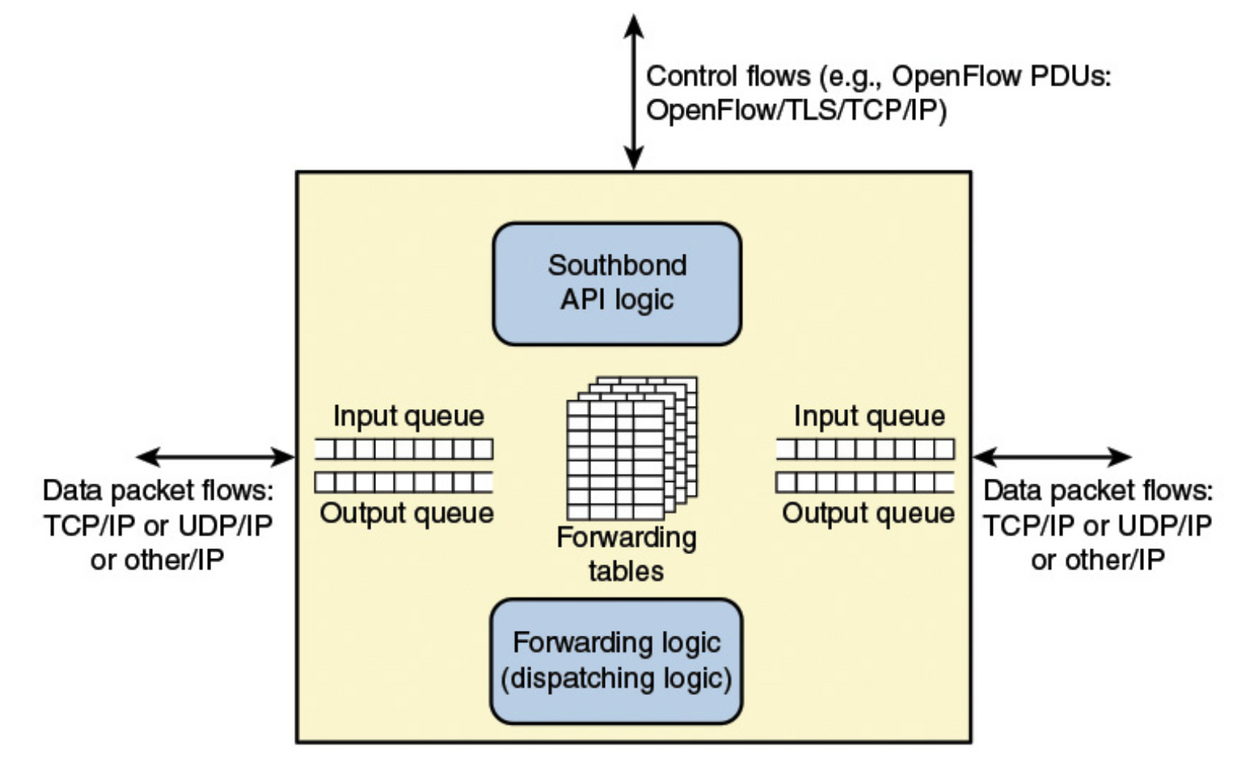 Control flows (e.g., OpenFlow PDUs:
OpenFlow/TLS/TCP/IP)
Southbond
API logic
Input queue
Output queue
Data packet flows:
TCP/IP or UDP/IP
or other/IP
Forwarding
tables
Input queue
Output queue
Data packet flows:
TCP/IP or UDP/IP
or other/IP
Forwarding logic
(dispatching logic)